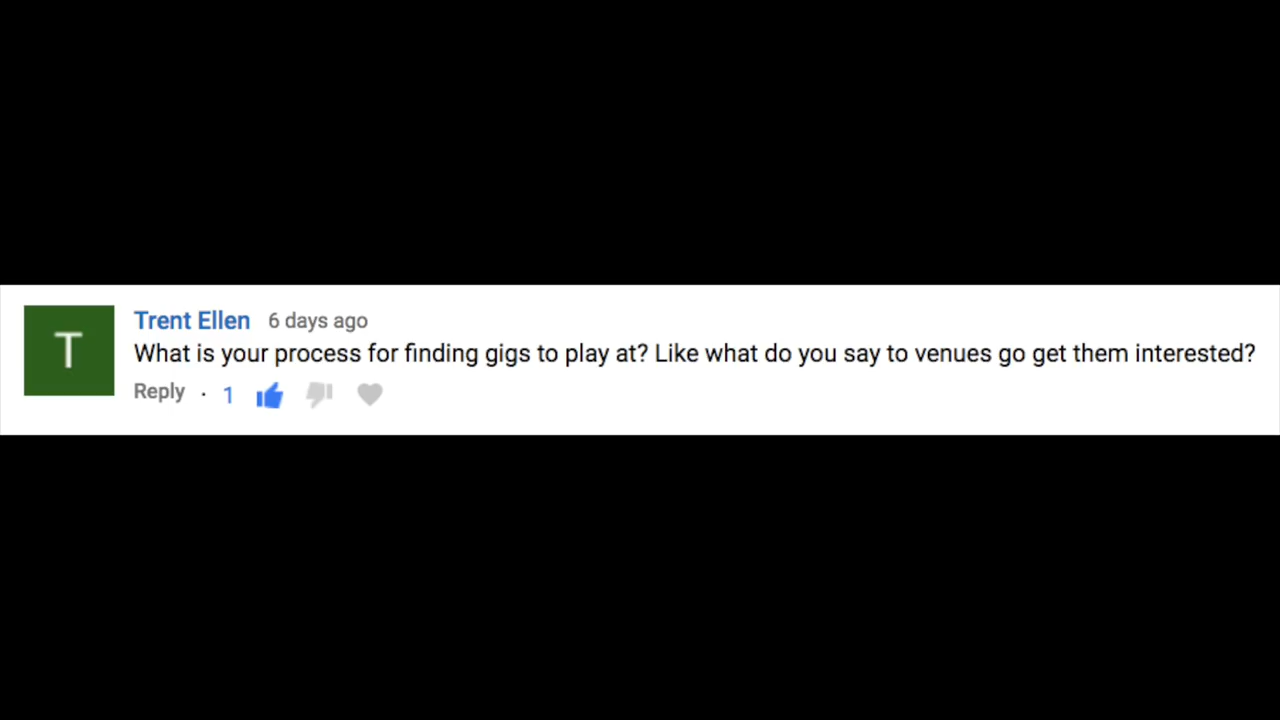 T
Trent Ellen 6 days ago
What is your process for finding gigs to play at? Like what do you say to venues go get them interested?
Reply · 1